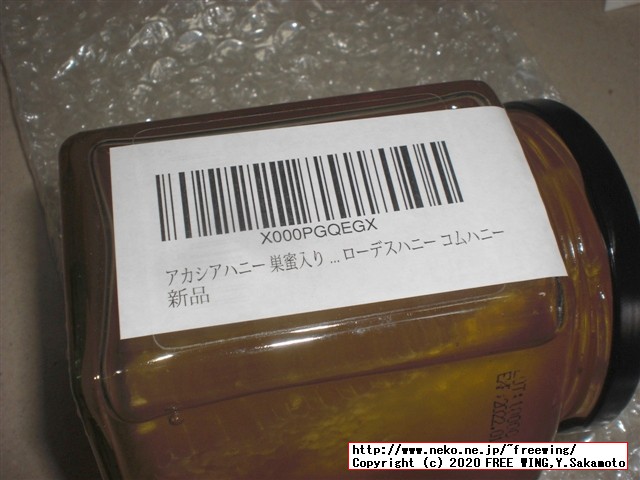 X000PGQEGX
アカシアハニー 巣蜜入り ... ローデスハニー コムハニー
新品
http://www.neko.ne.jp/~freewing/
Copyright (c) 2020 FREE WING,Y.Sakamoto